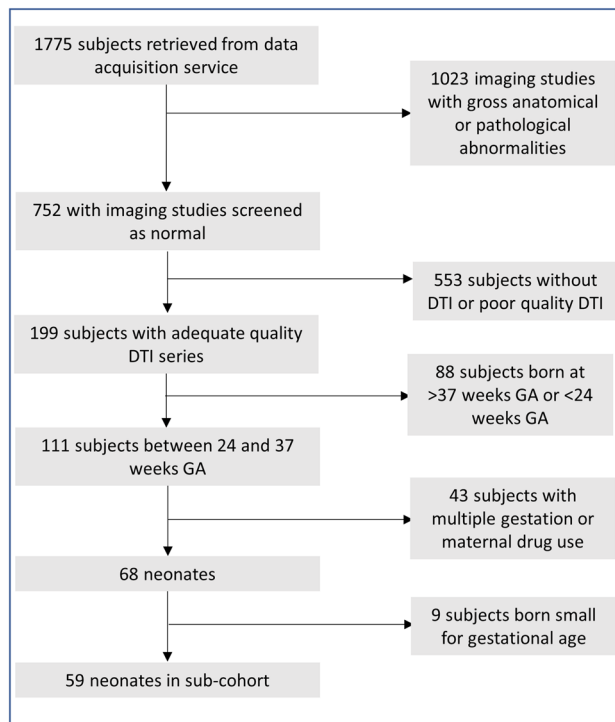 1775 subjects retrieved from data
acquisition service
1023 imaging studies
with gross anatomical
or pathological
abnormalities
752 with imaging studies screened
as normal
553 subjects without
DTI or poor quality DTI
199 subjects with adequate quality
DTI series
88 subjects born at
>37 weeks GA or <24
weeks GA
111 subjects between 24 and 37
weeks GA
43 subjects with
multiple gestation or
maternal drug use
68 neonates
9 subjects born small
for gestational age
59 neonates in sub-cohort